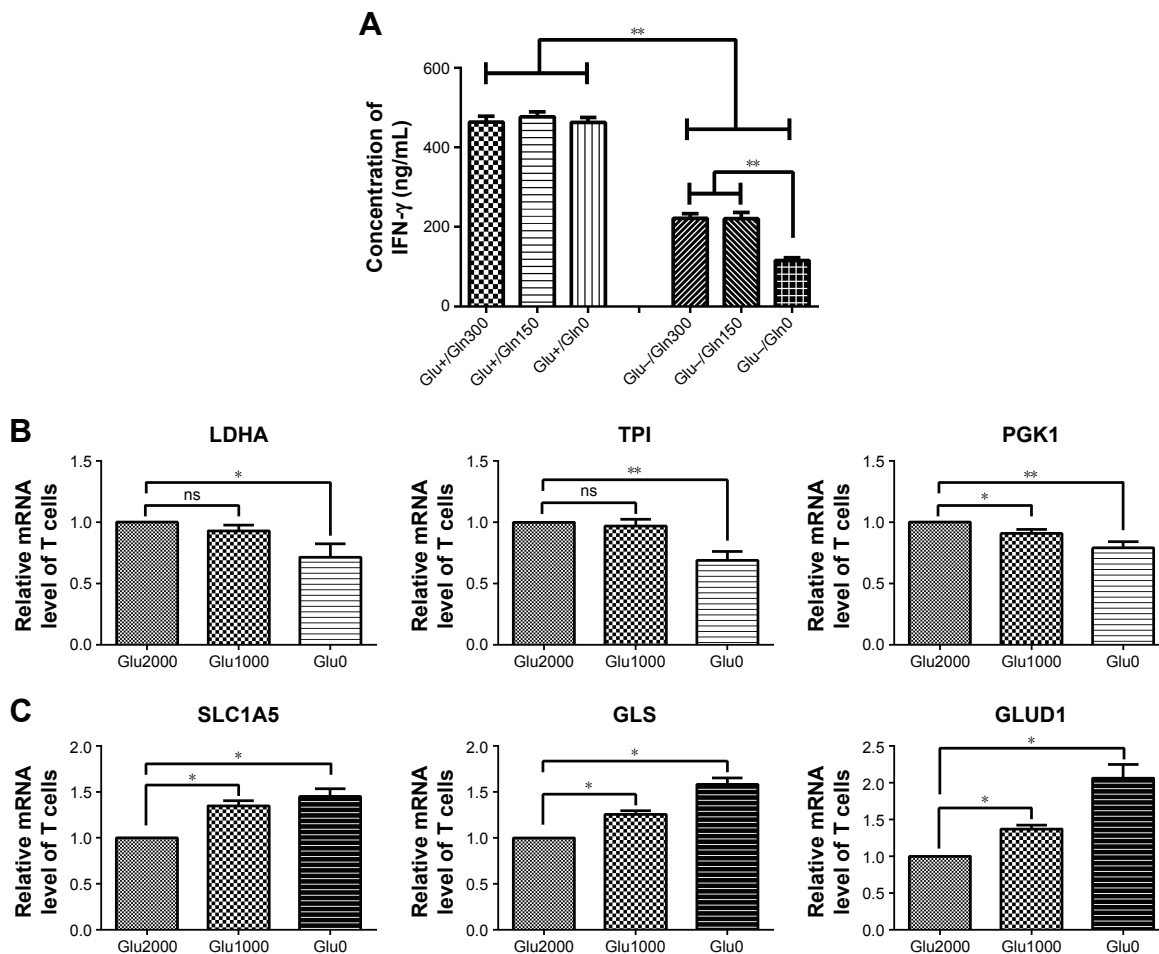 A
**
600
400
200
0
Concentration of
IFN-γ (ng/mL)
**
Glu+/Gln300
Glu+/Gln150
Glu+/Gln0
Glu–/Gln300
Glu–/Gln150
Glu–/Gln0
B
LDHA
Relative mRNA
level of T cells
1.5
1.0
0.5
0.0
*
ns
Glu2000
Glu1000
Glu0
TPI
Relative mRNA
level of T cells
1.5
1.0
0.5
0.0
**
ns
Glu2000
Glu1000
Glu0
PGK1
Relative mRNA
level of T cells
1.5
1.0
0.5
0.0
**
*
Glu2000
Glu1000
Glu0
C
SLC1A5
Relative mRNA
level of T cells
2.0
1.5
1.0
0.5
0.0
*
*
Glu2000
Glu1000
Glu0
GLS
Relative mRNA
level of T cells
2.0
1.5
1.0
0.5
0.0
*
*
Glu2000
Glu1000
Glu0
GLUD1
Relative mRNA
level of T cells
2.5
2.0
1.5
1.0
0.5
0.0
*
*
Glu2000
Glu1000
Glu0